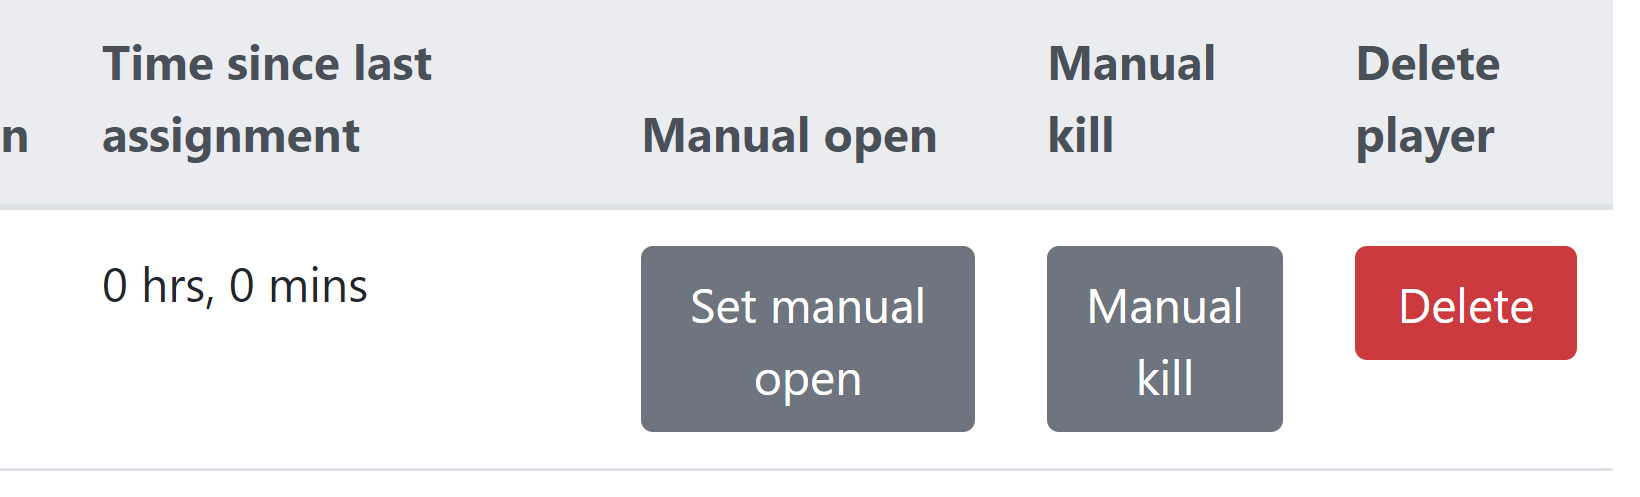 Time since last
assignment
n
Manual open
Manual
kill
Delete
player
0 hrs, 0 mins
Set manual
open
Manual
kill
Delete